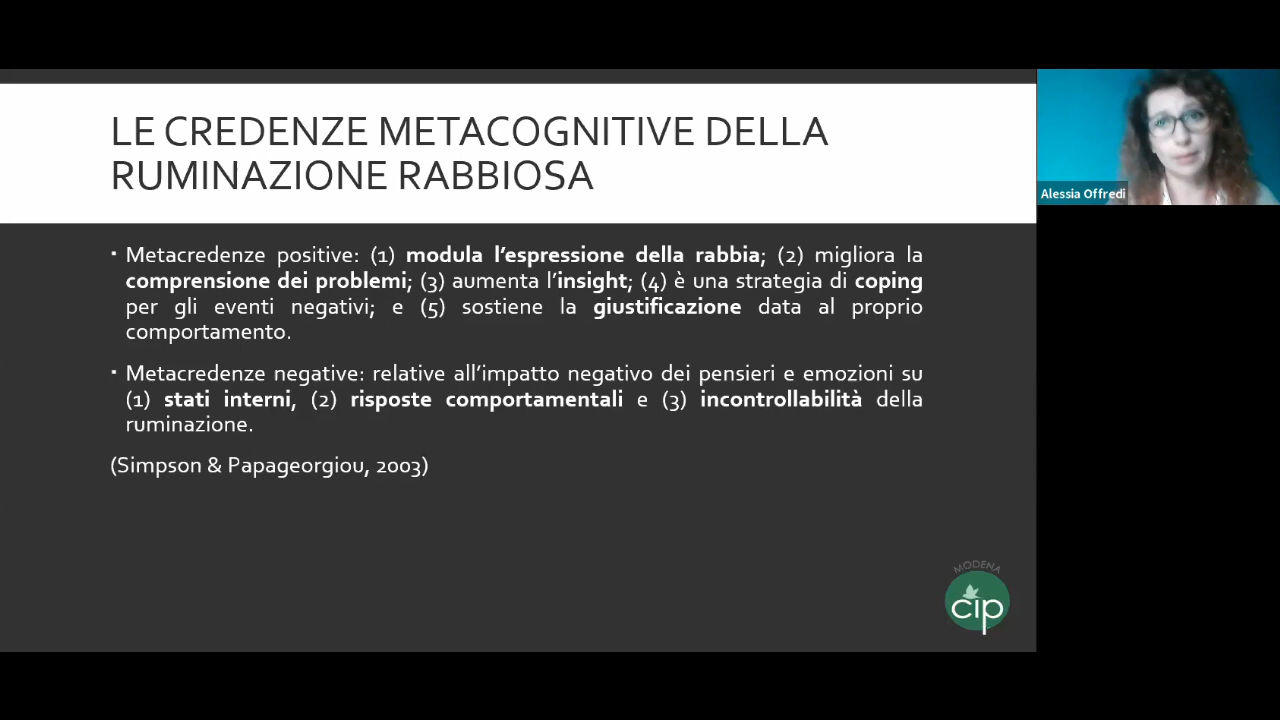 LE CREDENZE METACOGNITIVE DELLA
RUMINAZIONE RABBIOSA
Alessia Offredi
▪ Metacredenze positive: (1) modula l’espressione della rabbia; (2) migliora la
comprensione dei problemi; (3) aumenta l’insight; (4) è una strategia di coping
per gli eventi negativi; e (5) sostiene la giustificazione data al proprio
comportamento.
▪ Metacredenze negative: relative all’impatto negativo dei pensieri e emozioni su
(1) stati interni, (2) risposte comportamentali e (3) incontrollabilità della
ruminazione.
(Simpson & Papageorgiou, 2003)
MODENA
cip